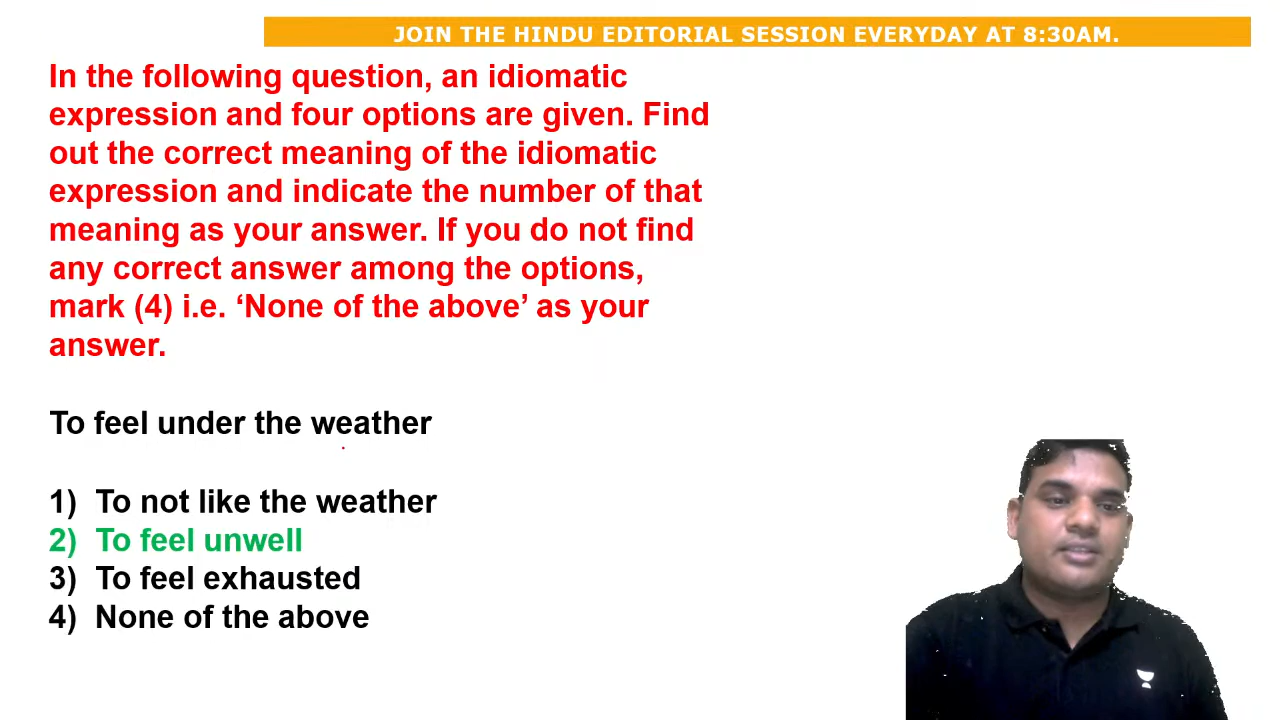 JOIN THE HINDU EDITORIAL SESSION EVERYDAY AT 8:30AM.
In the following question, an idiomatic
expression and four options are given. Find
out the correct meaning of the idiomatic
expression and indicate the number of that
meaning as your answer. If you do not find
any correct answer among the options,
mark (4) i.e. ‘None of the above’ as your
answer.
To feel under the weather
1) To not like the weather
2) To feel unwell
3) To feel exhausted
4) None of the above